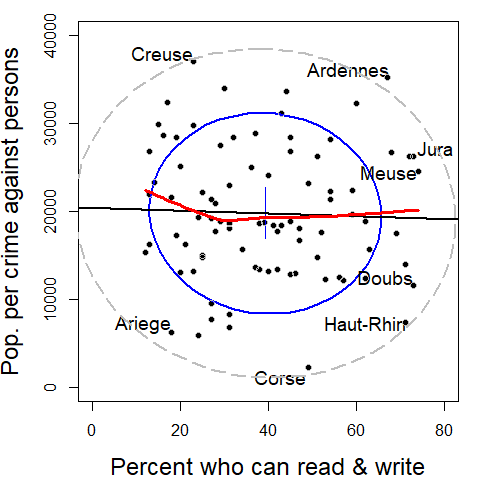 Pop. per crime against persons
40000
30000
20000
10000
0
Creuse
Ardennes
Jura
Meuse
Doubs
Ariege
Haut-Rhin
Corse
0 20 40 60 80
Percent who can read & write